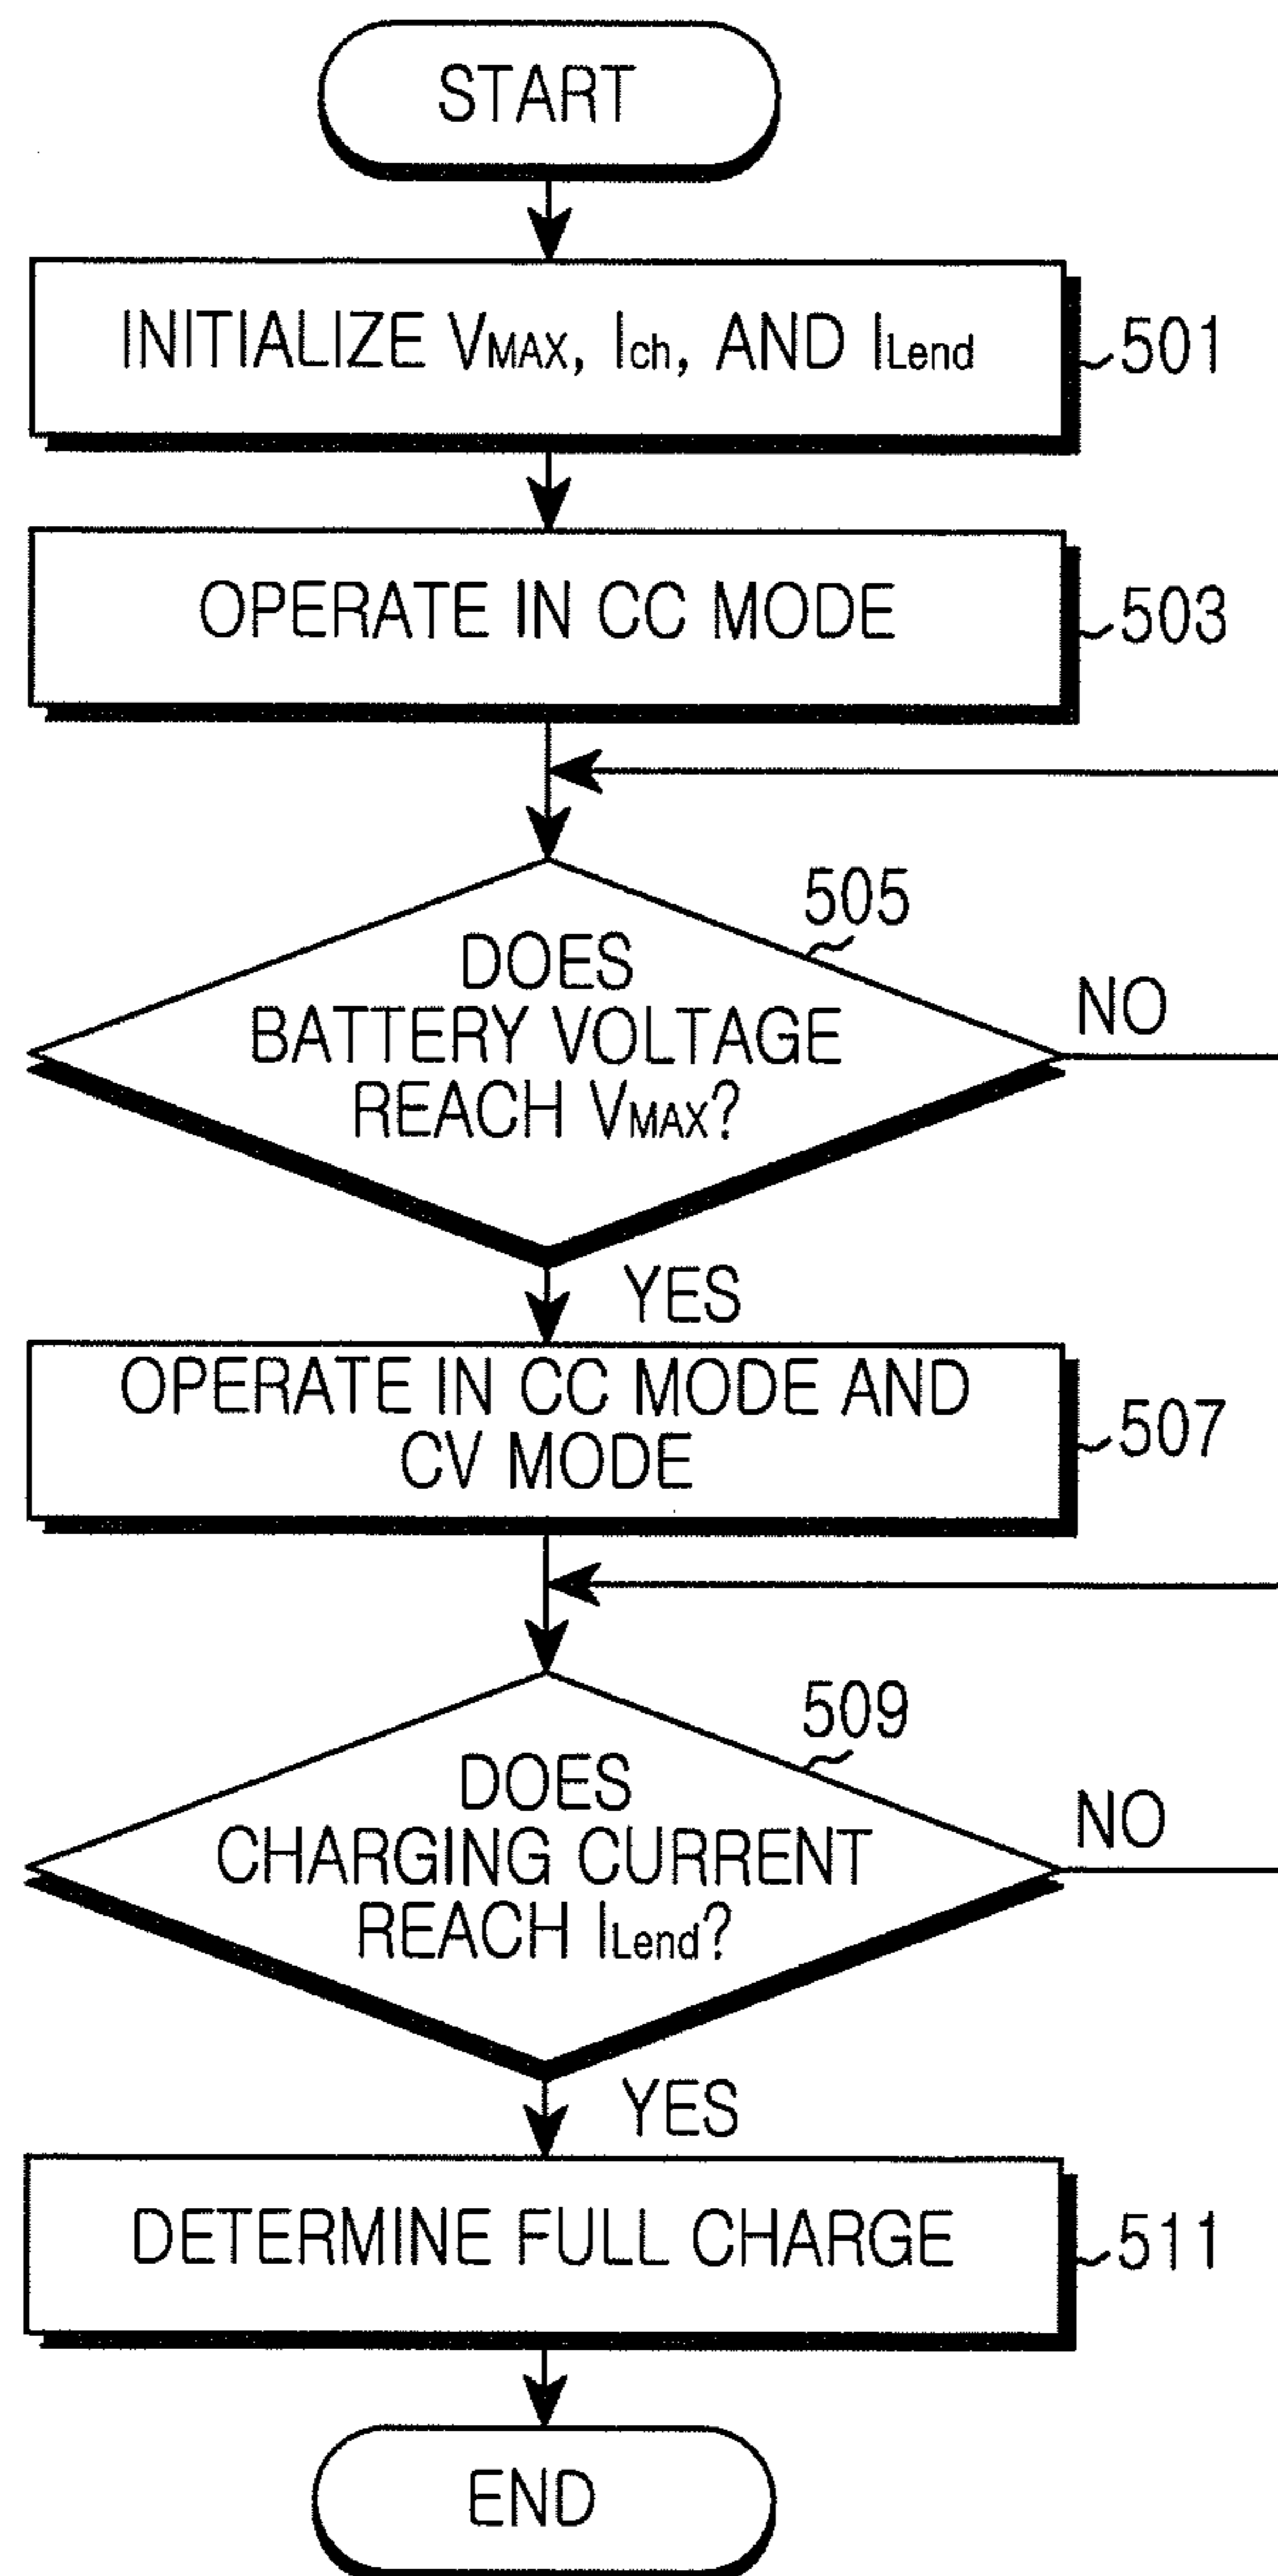 START
INITIALIZE VMAX, Ich, AND ILend
501
OPERATE IN CC MODE
503
505
DOES
BATTERY VOLTAGE
REACH VMAX?
NO
YES
OPERATE IN CC MODE AND
CV MODE
507
509
DOES
CHARGING CURRENT
REACH ILend?
NO
YES
DETERMINE FULL CHARGE
511
END